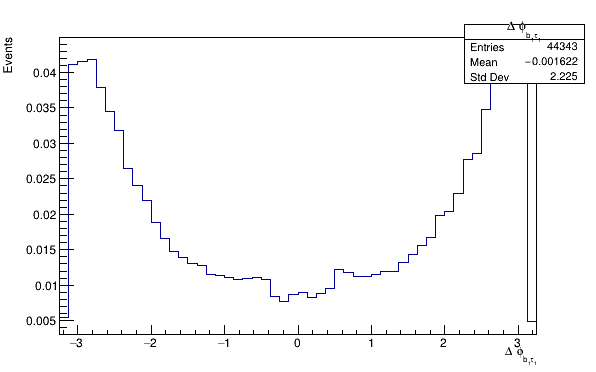 Δ φ_{b₁τ₁}
Entries 44343
Mean −0.001622
Std Dev 2.225
Events
0.04
0.035
0.03
0.025
0.02
0.015
0.01
0.005
−3 −2 −1 0 1 2 3
Δ φ_{b₁τ₁}